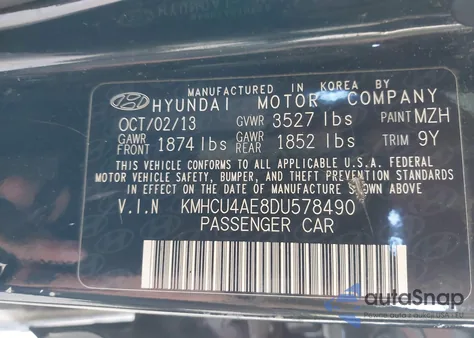 MANUFACTURED IN KOREA BY
HYUNDAI MOTOR COMPANY
OCT/02/13 GVWR 3527 lbs PAINT MZH
GAWR FRONT 1874 lbs GAWR REAR 1852 lbs TRIM 9Y
THIS VEHICLE CONFORMS TO ALL APPLICABLE U.S.A. FEDERAL
MOTOR VEHICLE SAFETY, BUMPER, AND THEFT PREVENTION STANDARDS
IN EFFECT ON THE DATE OF MANUFACTURE SHOWN ABOVE.
V.I.N KMHCU4AE8DU578490
PASSENGER CAR
autoSnap